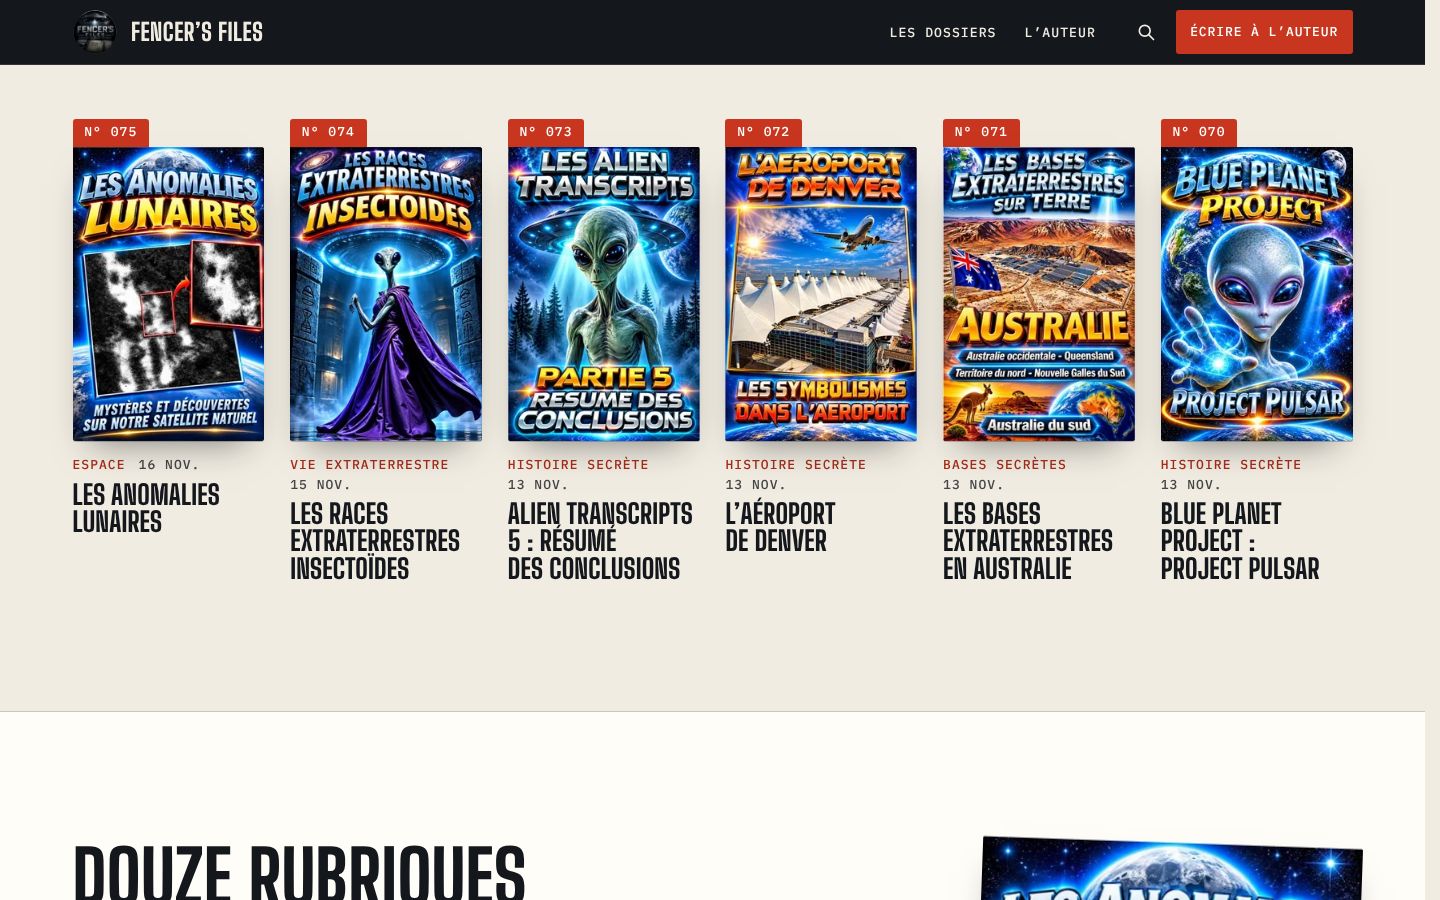 FENCER'S FILES
LES DOSSIERS
L'AUTEUR
ÉCRIRE À L'AUTEUR
N° 075
LES ANOMALIES
LUNAIRES
MYSTÈRES ET DÉCOUVERTES
SUR NOTRE SATELLITE NATUREL
ESPACE 16 NOV.
LES ANOMALIES
LUNAIRES
N° 074
LES RACES
EXTRATERRESTRES
INSECTOIDES
VIE EXTRATERRESTRE
15 NOV.
LES RACES
EXTRATERRESTRES
INSECTOÏDES
N° 073
LES ALIEN
TRANSCRIPTS
PARTIE 5
RESUME DES
CONCLUSIONS
HISTOIRE SECRÈTE
13 NOV.
ALIEN TRANSCRIPTS
5 : RÉSUMÉ
DES CONCLUSIONS
N° 072
L'AEROPORT
DE DENVER
LES SYMBOLISMES
DANS L'AEROPORT
HISTOIRE SECRÈTE
13 NOV.
L'AÉROPORT
DE DENVER
N° 071
LES BASES
EXTRATERRESTRES
SUR TERRE
AUSTRALIE
Australie occidentale - Queensland
Territoire du nord - Nouvelle Galles du Sud
Australie du sud
BASES SECRÈTES
13 NOV.
LES BASES
EXTRATERRESTRES
EN AUSTRALIE
N° 070
BLUE PLANET
PROJECT
PROJECT PULSAR
HISTOIRE SECRÈTE
13 NOV.
BLUE PLANET
PROJECT :
PROJECT PULSAR
DOUZE RUBRIQUES
LES ANOMALIES